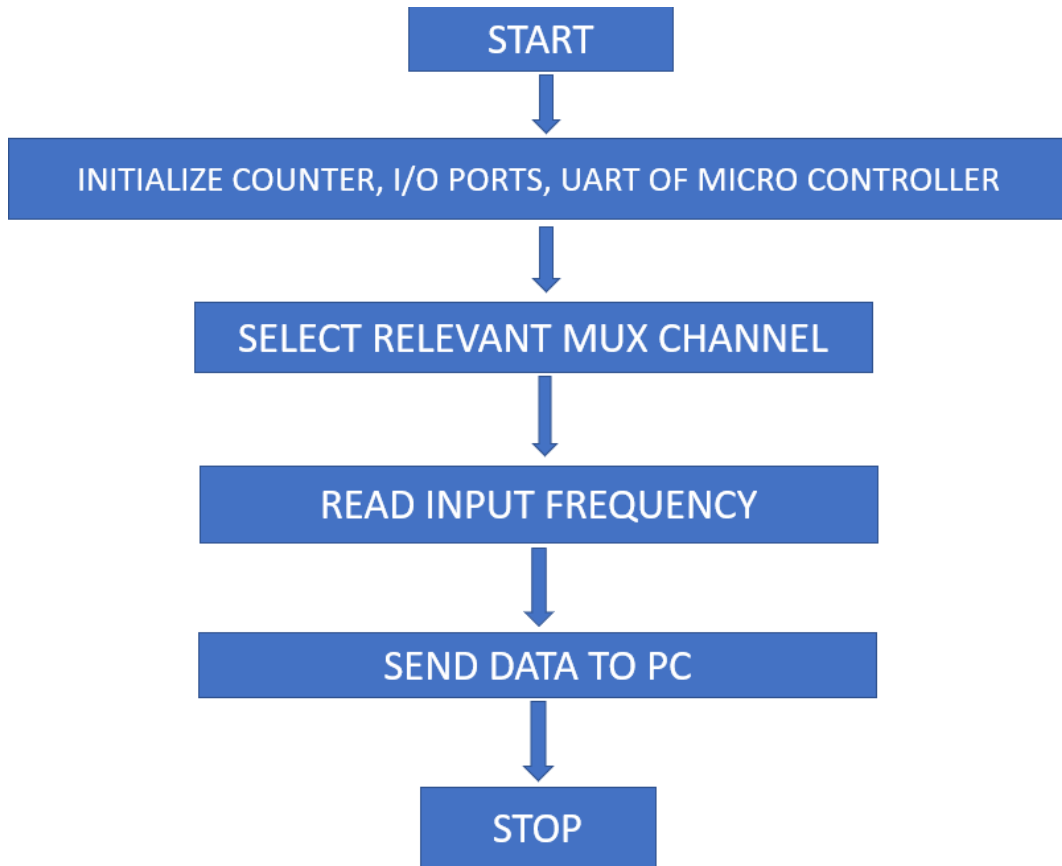 START
INITIALIZE COUNTER, I/O PORTS, UART OF MICRO CONTROLLER
SELECT RELEVANT MUX CHANNEL
READ INPUT FREQUENCY
SEND DATA TO PC
STOP